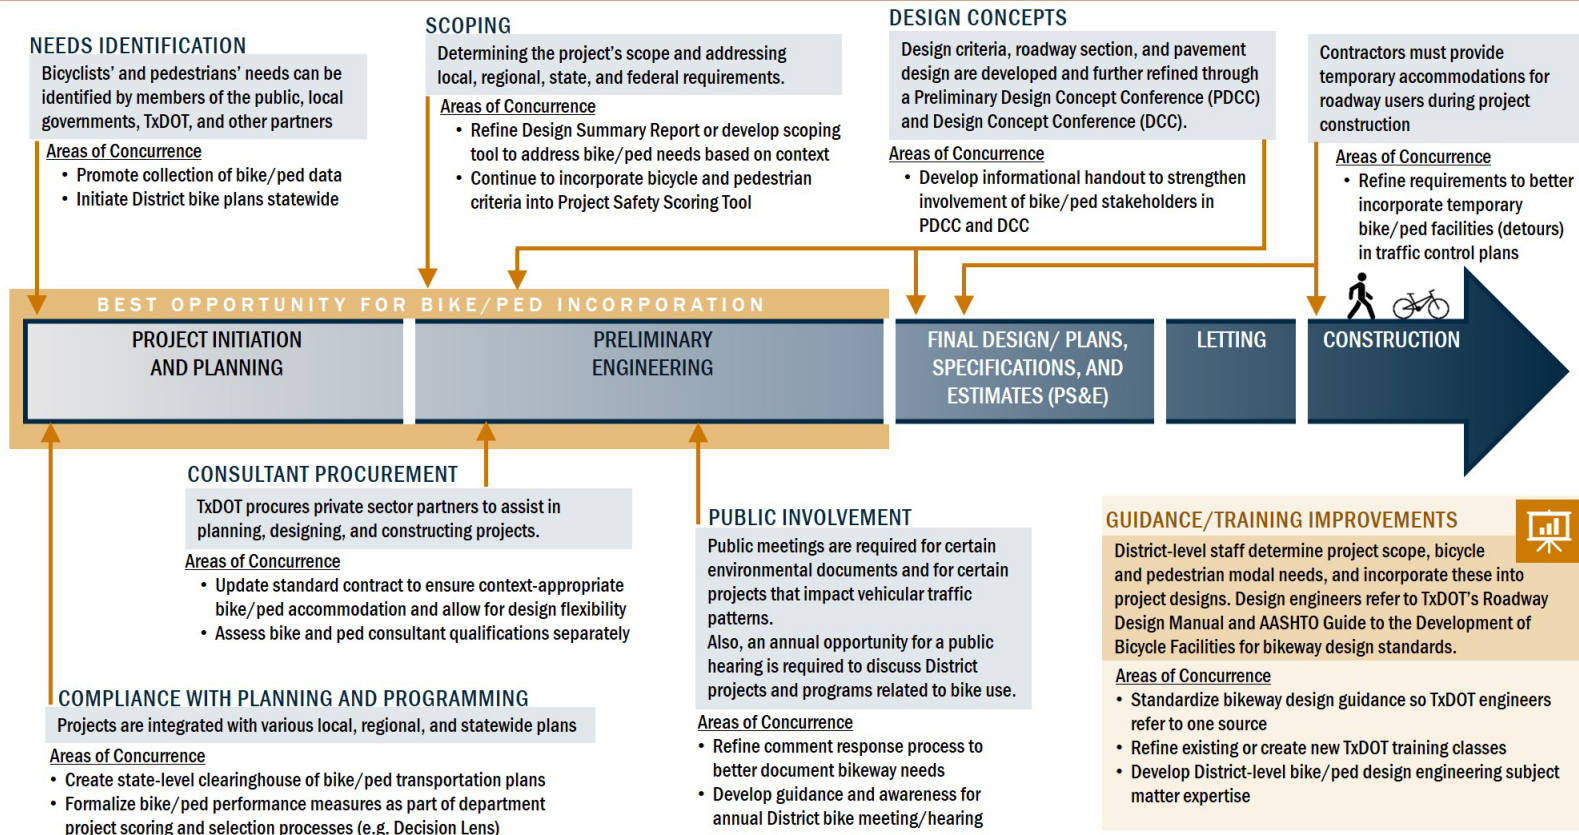 NEEDS IDENTIFICATION
Bicyclists' and pedestrians' needs can be
identified by members of the public, local
governments, TxDOT, and other partners
Areas of Concurrence
• Promote collection of bike/ped data
• Initiate District bike plans statewide
SCOPING
Determining the project's scope and addressing
local, regional, state, and federal requirements.
Areas of Concurrence
• Refine Design Summary Report or develop scoping
tool to address bike/ped needs based on context
• Continue to incorporate bicycle and pedestrian
criteria into Project Safety Scoring Tool
DESIGN CONCEPTS
Design criteria, roadway section, and pavement
design are developed and further refined through
a Preliminary Design Concept Conference (PDCC)
and Design Concept Conference (DCC).
Areas of Concurrence
• Develop informational handout to strengthen
involvement of bike/ped stakeholders in
PDCC and DCC
Contractors must provide
temporary accommodations for
roadway users during project
construction
Areas of Concurrence
• Refine requirements to better
incorporate temporary
bike/ped facilities (detours)
in traffic control plans
BEST OPPORTUNITY FOR BIKE/PED INCORPORATION
PROJECT INITIATION
AND PLANNING
PRELIMINARY
ENGINEERING
FINAL DESIGN/ PLANS,
SPECIFICATIONS, AND
ESTIMATES (PS&E)
LETTING
CONSTRUCTION
CONSULTANT PROCUREMENT
TxDOT procures private sector partners to assist in
planning, designing, and constructing projects.
Areas of Concurrence
• Update standard contract to ensure context-appropriate
bike/ped accommodation and allow for design flexibility
• Assess bike and ped consultant qualifications separately
COMPLIANCE WITH PLANNING AND PROGRAMMING
Projects are integrated with various local, regional, and statewide plans
Areas of Concurrence
• Create state-level clearinghouse of bike/ped transportation plans
• Formalize bike/ped performance measures as part of department
project scoring and selection processes (e.g. Decision Lens)
PUBLIC INVOLVEMENT
Public meetings are required for certain
environmental documents and for certain
projects that impact vehicular traffic
patterns.
Also, an annual opportunity for a public
hearing is required to discuss District
projects and programs related to bike use.
Areas of Concurrence
• Refine comment response process to
better document bikeway needs
• Develop guidance and awareness for
annual District bike meeting/hearing
GUIDANCE/TRAINING IMPROVEMENTS
District-level staff determine project scope, bicycle
and pedestrian modal needs, and incorporate these into
project designs. Design engineers refer to TxDOT's Roadway
Design Manual and AASHTO Guide to the Development of
Bicycle Facilities for bikeway design standards.
Areas of Concurrence
• Standardize bikeway design guidance so TxDOT engineers
refer to one source
• Refine existing or create new TxDOT training classes
• Develop District-level bike/ped design engineering subject
matter expertise